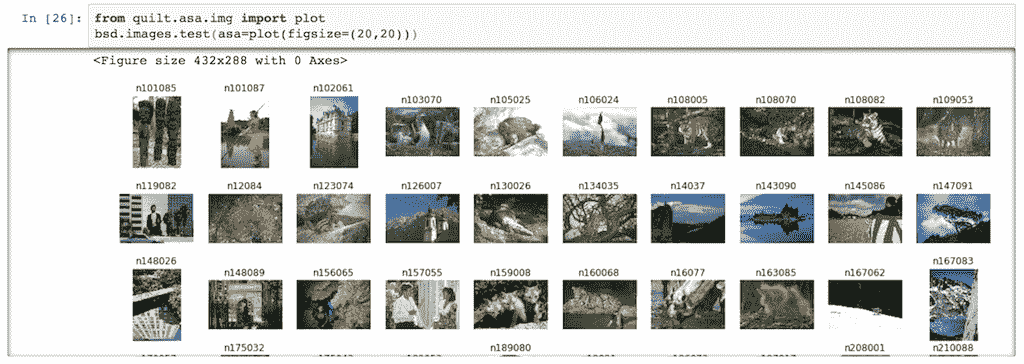 In [26]: from quilt.asa.img import plot
bsd.images.test(asa=plot(figsize=(20,20)))
<Figure size 432x288 with 0 Axes>
n101085 n101087 n102061 n103070 n105025 n106024 n108005 n108070 n108082 n109053
n119082 n12084 n123074 n126007 n130026 n134035 n14037 n143090 n145086 n147091
n148026 n148089 n156065 n157055 n159008 n160068 n16077 n163085 n167062 n167083
n175032 n189080 n208001 n210088